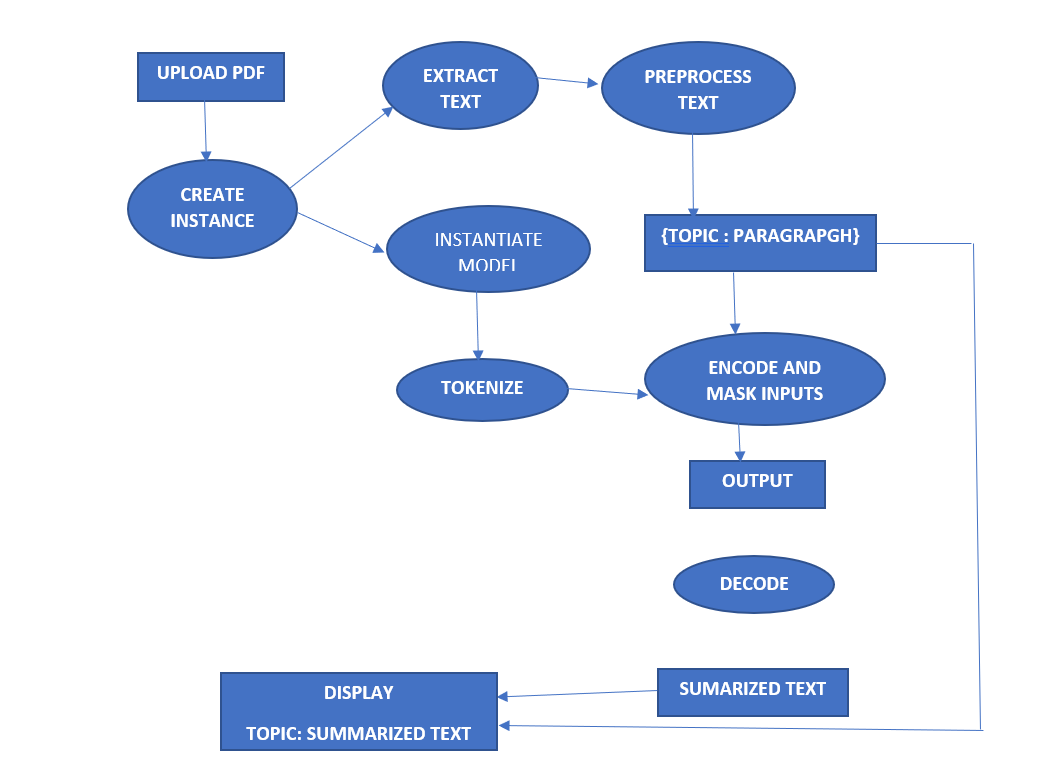 UPLOAD PDF
EXTRACT
TEXT
PREPROCESS
TEXT
CREATE
INSTANCE
INSTANTIATE
MODEL
{TOPIC : PARAGRAPGH}
TOKENIZE
ENCODE AND
MASK INPUTS
OUTPUT
DECODE
SUMARIZED TEXT
DISPLAY
TOPIC: SUMMARIZED TEXT